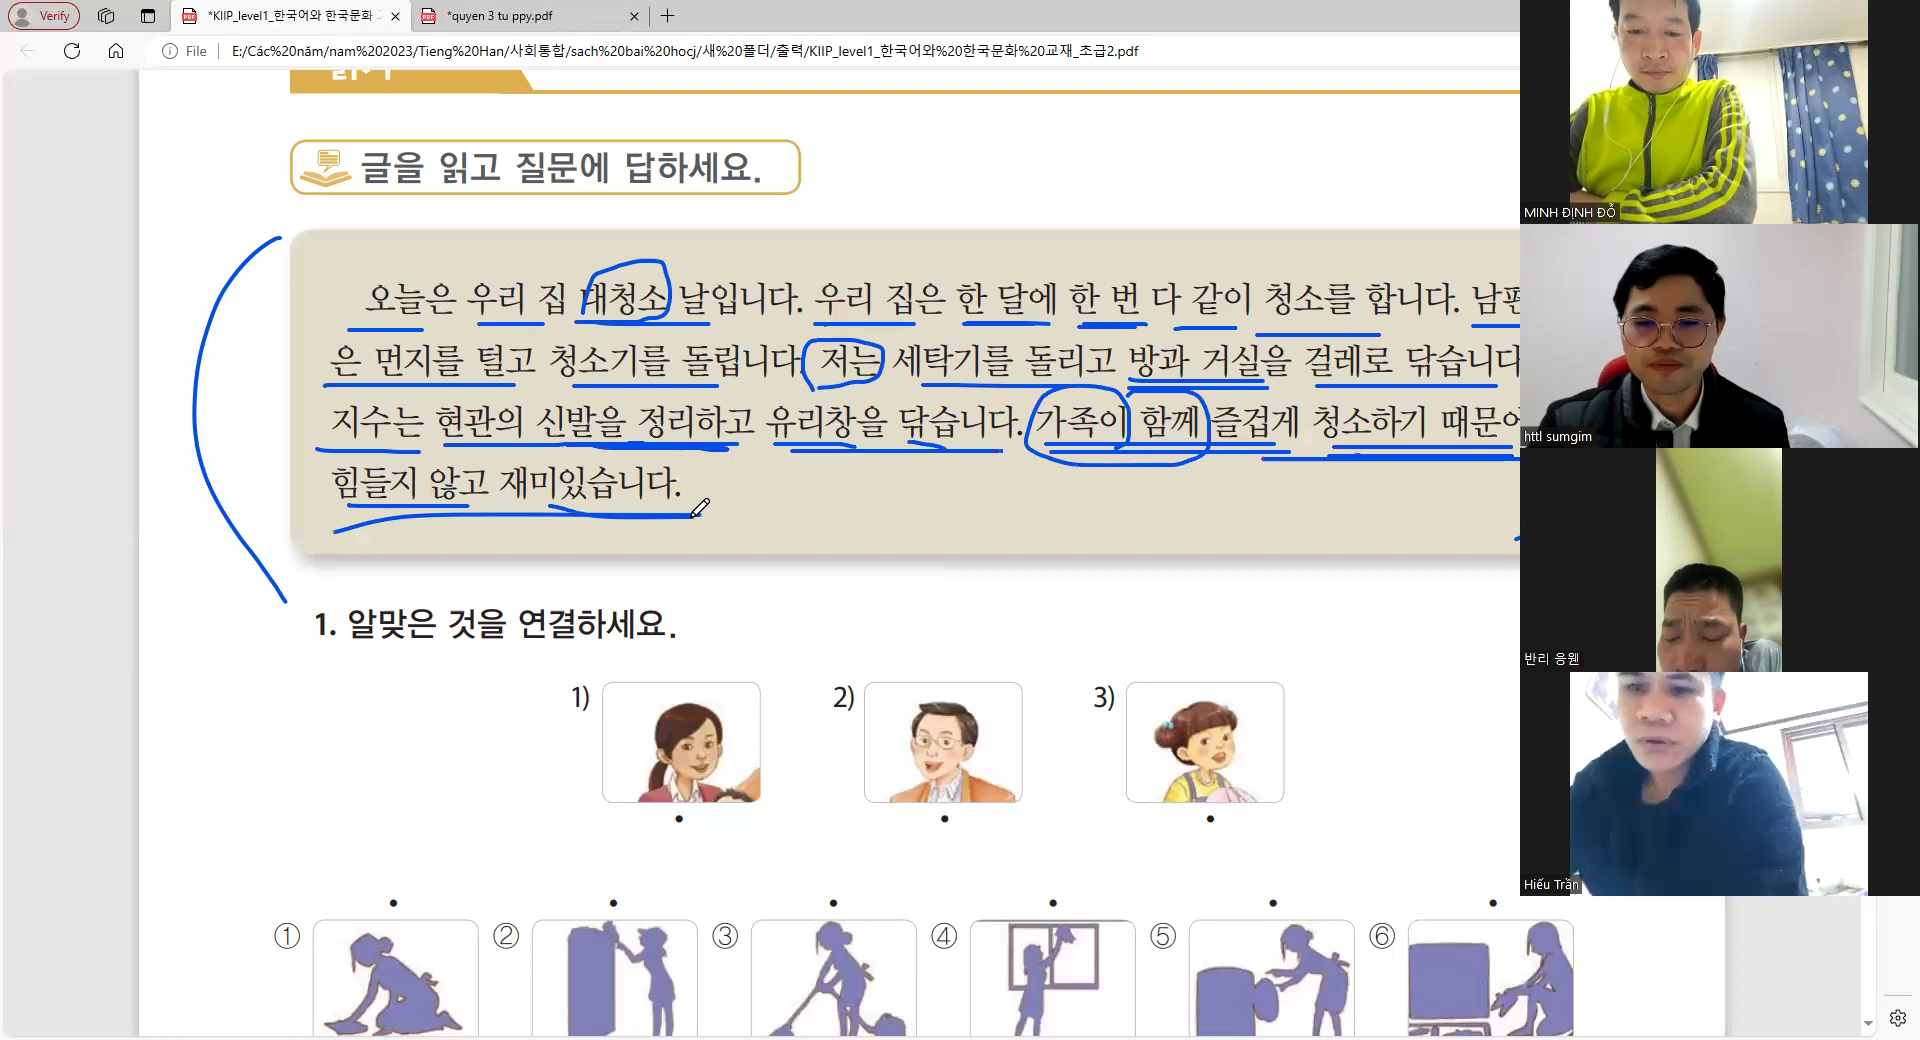 Verify
*KIIP_level1_한국어와 한국문화
*quyen 3 tu ppy.pdf
File
E:/Các%20năm/nam%202023/Tieng%20Han/사회통합/sach%20bai%20hocj/새%20폴더/출력/KIIP_level1_한국어와%20한국문화%20교재_초급2.pdf
글을 읽고 질문에 답하세요.
오늘은 우리 집 대청소 날입니다. 우리 집은 한 달에 한 번 다 같이 청소를 합니다.
은 먼지를 털고 청소기를 돌립니다. 저는 세탁기를 돌리고 방과 거실을 걸레로 닦습니다
지수는 현관의 신발을 정리하고 유리창을 닦습니다. 가족이 함께 즐겁게 청소하기
힘들지 않고 재미있습니다.
1. 알맞은 것을 연결하세요.
1)
2)
3)
①
②
③
④
⑤
⑥
MINH ĐỊNH ĐỖ
httl sumgim
반리 응웬
Hiếu Trần